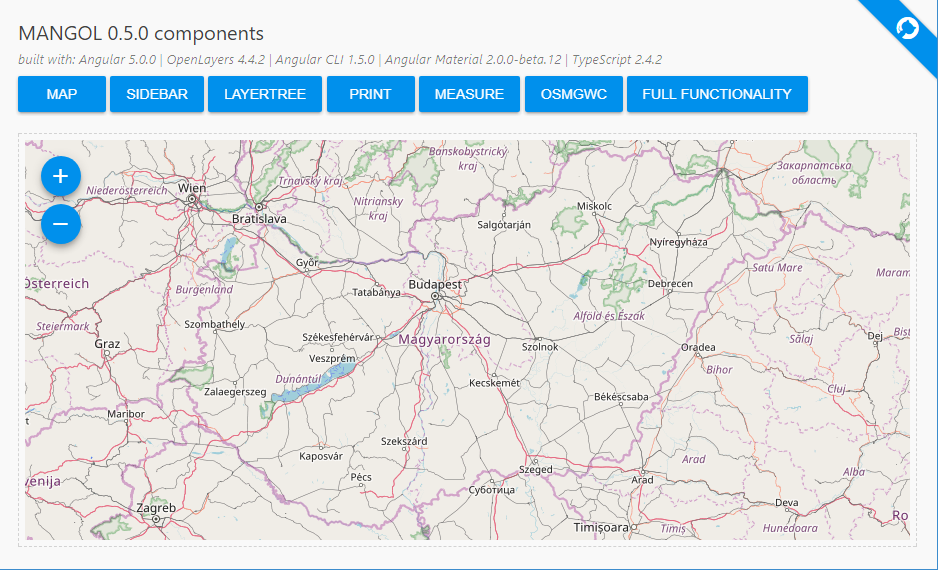 MANGOL 0.5.0 components
built with: Angular 5.0.0 | OpenLayers 4.4.2 | Angular CLI 1.5.0 | Angular Material 2.0.0-beta.12 | TypeScript 2.4.2
MAP SIDEBAR LAYERTREE PRINT MEASURE OSMGWC FULL FUNCTIONALITY
+
−
Banskobystrický
kraj
Закарпатська
область
Niederösterreich
Wien
Trnavský kraj
Nitriansky
kraj
Bratislava
Salgótarján
Miskolc
Nyíregyháza
Győr
Satu Mare
Maram
Österreich
Burgenland
Tatabánya
Budapest
Debrecen
Alföld és Észak
Steiermark
Szombathely
Székesfehérvár
Magyarország
Szolnok
Oradea
Sălaj
Dej
Bist
Graz
Veszprém
Dunántúl
Zalaegerszeg
Kecskemét
Békéscsaba
Bihor
Cluj
Maribor
t
Szekszárd
Kaposvár
Pécs
Szeged
Суботица
Arad
Arad
Alba
venija
Zagreb
Timișoara
Timiș
Deva
Hunedoara
Ro